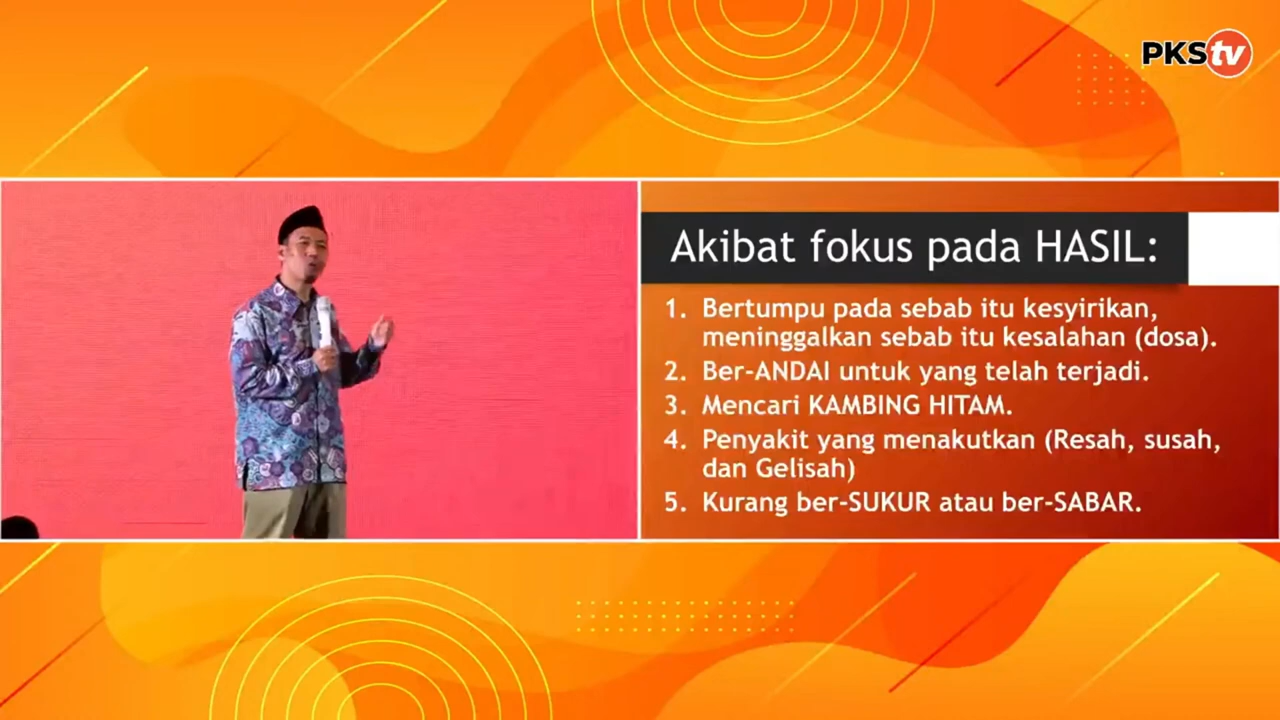 PKStv
Akibat fokus pada HASIL:
1. Bertumpu pada sebab itu kesyirikan,
meninggalkan sebab itu kesalahan (dosa).
2. Ber-ANDAI untuk yang telah terjadi.
3. Mencari KAMBING HITAM.
4. Penyakit yang menakutkan (Resah, susah,
dan Gelisah)
5. Kurang ber-SUKUR atau ber-SABAR.